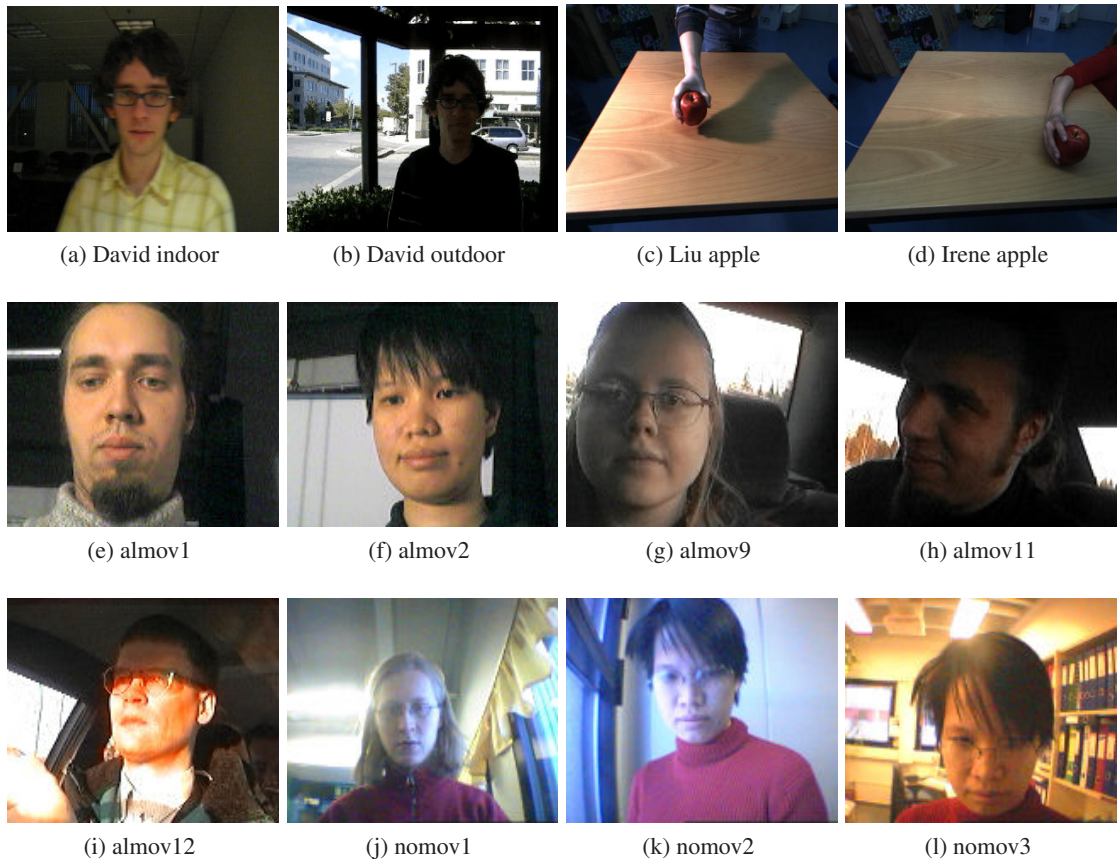 (a) David indoor
(b) David outdoor
(c) Liu apple
(d) Irene apple
(e) almov1
(f) almov2
(g) almov9
(h) almov11
(i) almov12
(j) nomov1
(k) nomov2
(l) nomov3